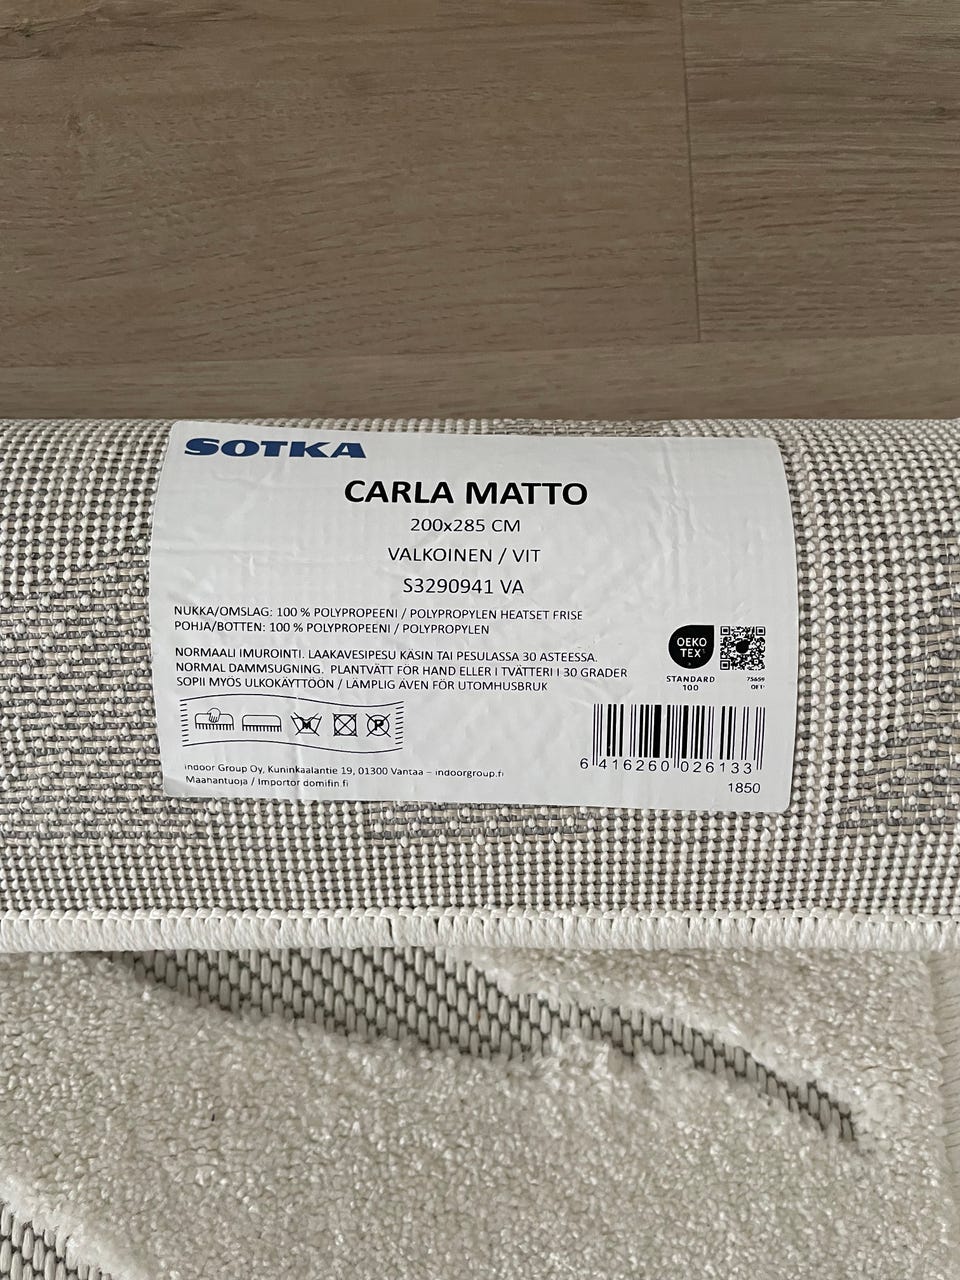 SOTKA
CARLA MATTO
200x285 CM
VALKOINEN / VIT
S3290941 VA
NUKKA/OMSLAG: 100 % POLYPROPEENI / POLYPROPYLEN HEATSET FRISE
POHJA/BOTTEN: 100 % POLYPROPEENI / POLYPROPYLEN
NORMAALI IMUROINTI. LAAKAVESIPESU KÄSIN TAI PESULASSA 30 ASTEESSA.
NORMAL DAMMSUGNING. PLANTVÄTT FÖR HAND ELLER I TVÄTTERI I 30 GRADER
SOPII MYÖS ULKOKÄYTTÖÖN / LÄMPLIG ÄVEN FÖR UTOMHUSBRUK
OEKO
TEX
STANDARD
100
P
Indoor Group Oy, Kuninkaalantie 19, 01300 Vantaa – indoorgroup.fi
Maahantuoja / Importör domifin.fi
6 416260 026133
1850